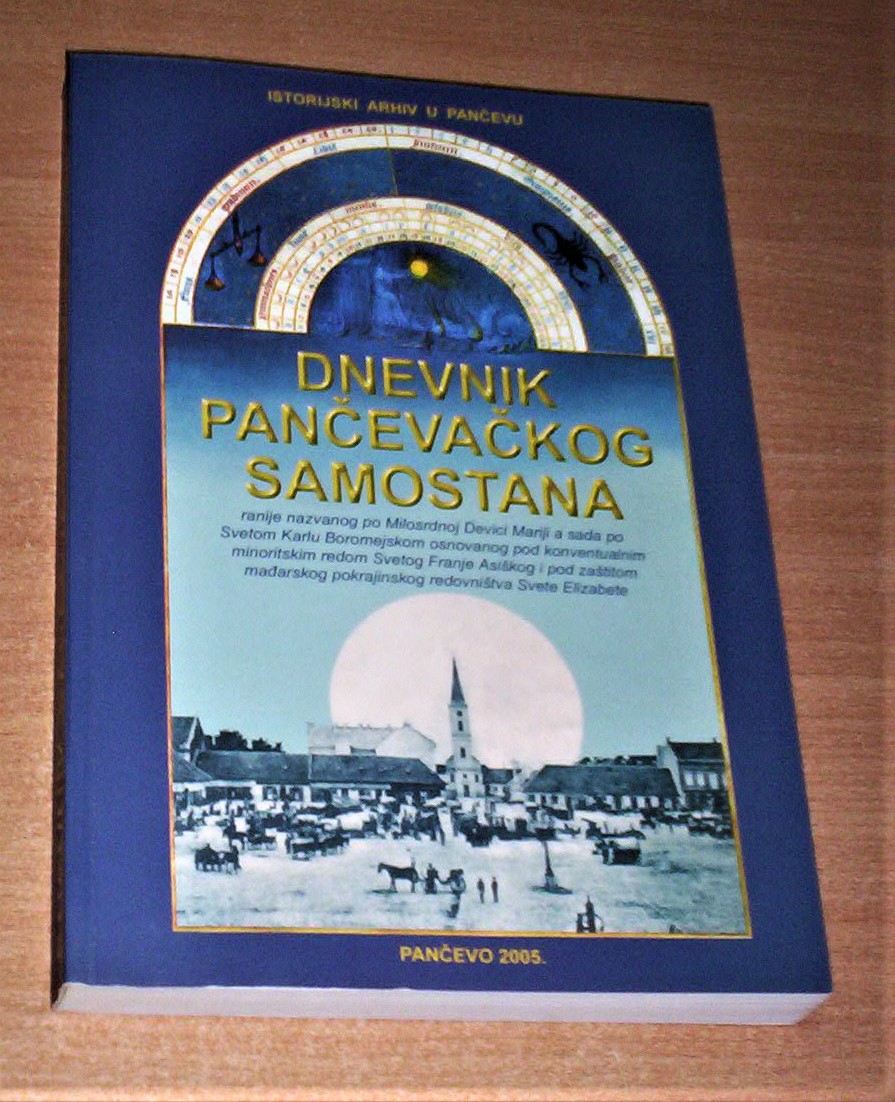 ISTORIJSKI ARHIV U PANČEVU
DNEVNIK
PANČEVAČKOG
SAMOSTANA
ranije nazvanog po Milosrdnoj Devici Mariji a sada po
Svetom Karlu Boromejskom osnovanog pod konventualnim
minoritskim redom Svetog Franje Asiškog i pod zaštitom
mađarskog pokrajinskog redovništva Svete Elizabete
PANČEVO 2005.